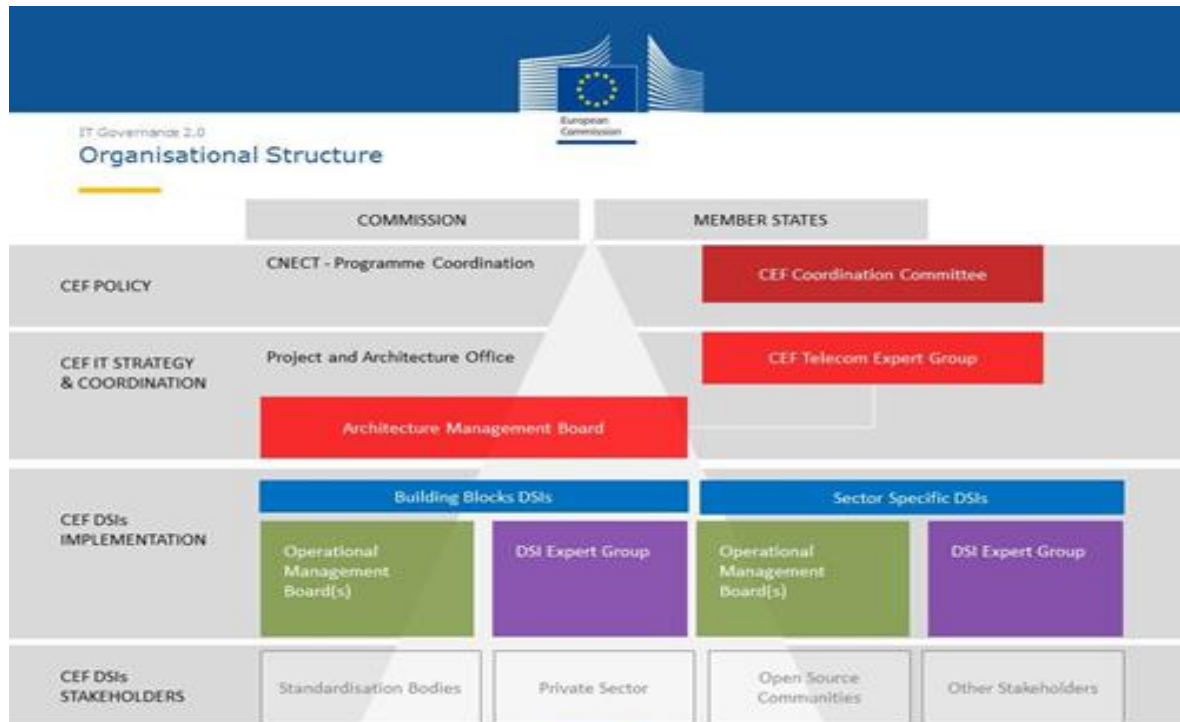 European
Commission
IT Governance 2.0
Organisational Structure
COMMISSION
MEMBER STATES
CEF POLICY
CNECT - Programme Coordination
CEF Coordination Committee
CEF IT STRATEGY
& COORDINATION
Project and Architecture Office
CEF Telecom Expert Group
Architecture Management Board
CEF DSIs
IMPLEMENTATION
Building Blocks DSIs
Sector Specific DSIs
Operational
Management
Board(s)
DSI Expert Group
Operational
Management
Board(s)
DSI Expert Group
CEF DSIs
STAKEHOLDERS
Standardisation Bodies
Private Sector
Open Source
Communities
Other Stakeholders